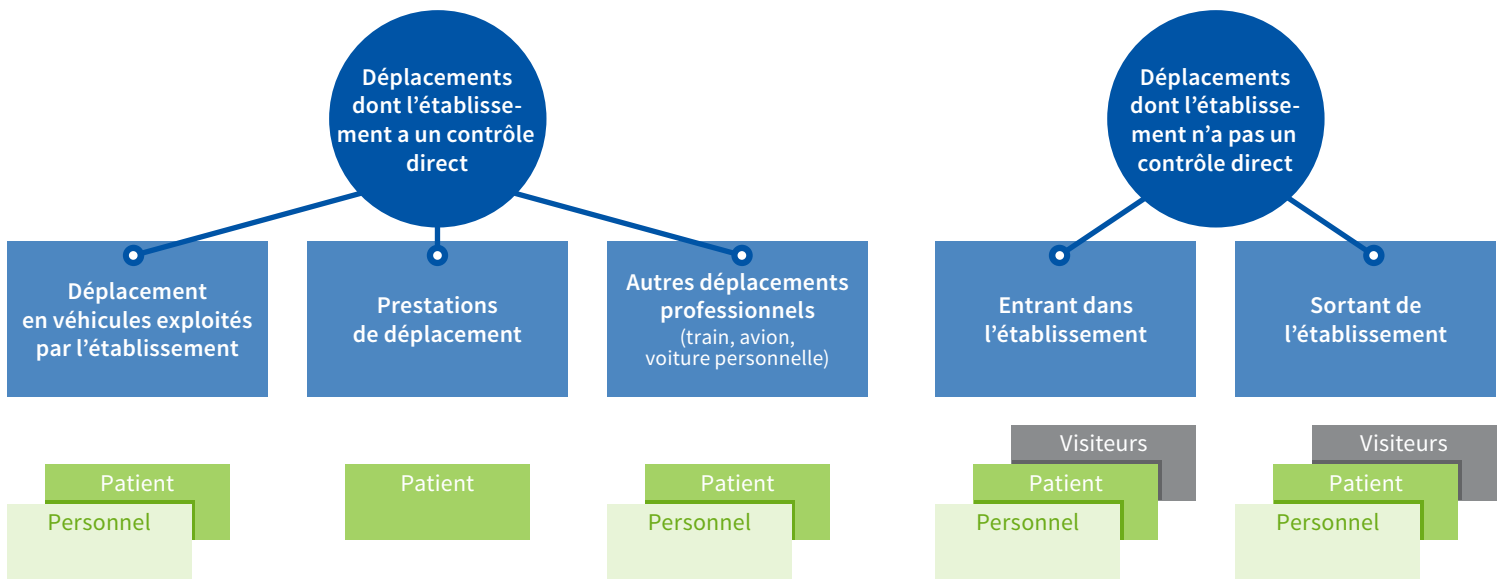 Déplacements
dont l'établisse-
ment a un contrôle
direct
Déplacements
dont l'établisse-
ment n'a pas un
contrôle direct
Déplacement
en véhicules exploités
par l'établissement
Prestations
de déplacement
Autres déplacements
professionnels
(train, avion,
voiture personnelle)
Entrant dans
l'établissement
Sortant de
l'établissement
Patient
Personnel
Patient
Patient
Personnel
Visiteurs
Patient
Personnel
Visiteurs
Patient
Personnel